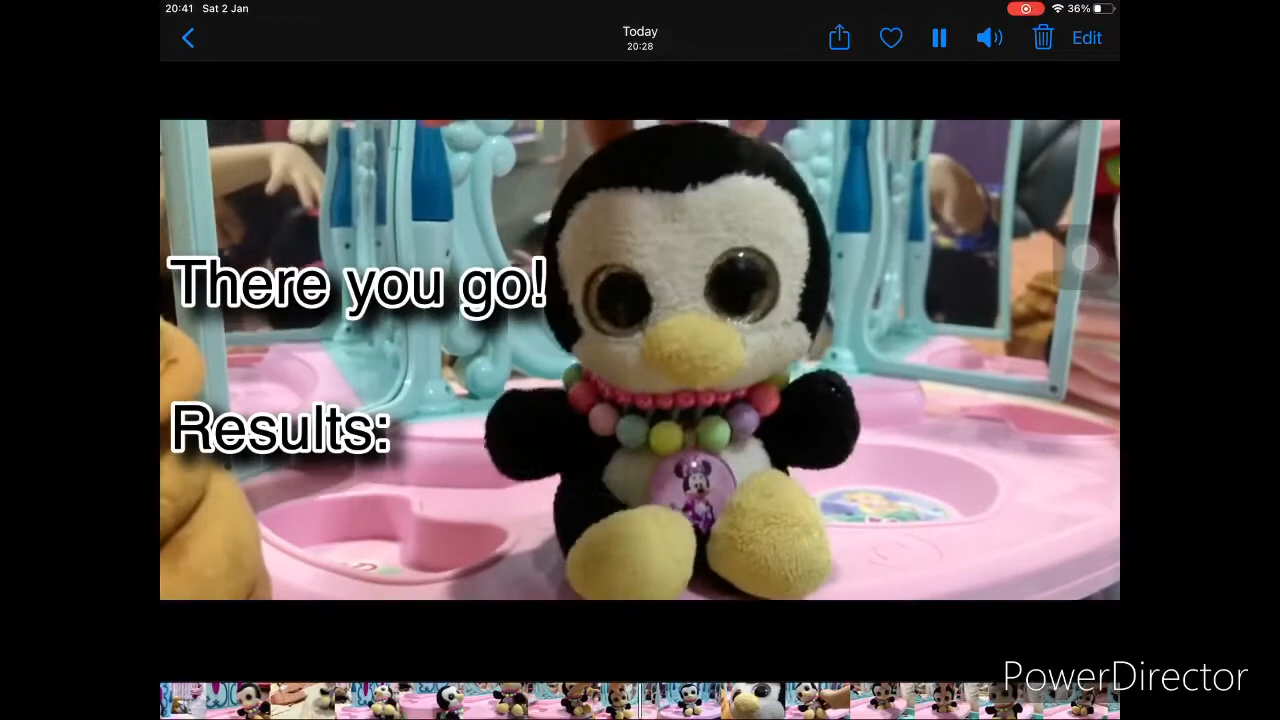 20:41 Sat 2 Jan
36%
Today
20:28
Edit
There you go!
Results:
PowerDirector